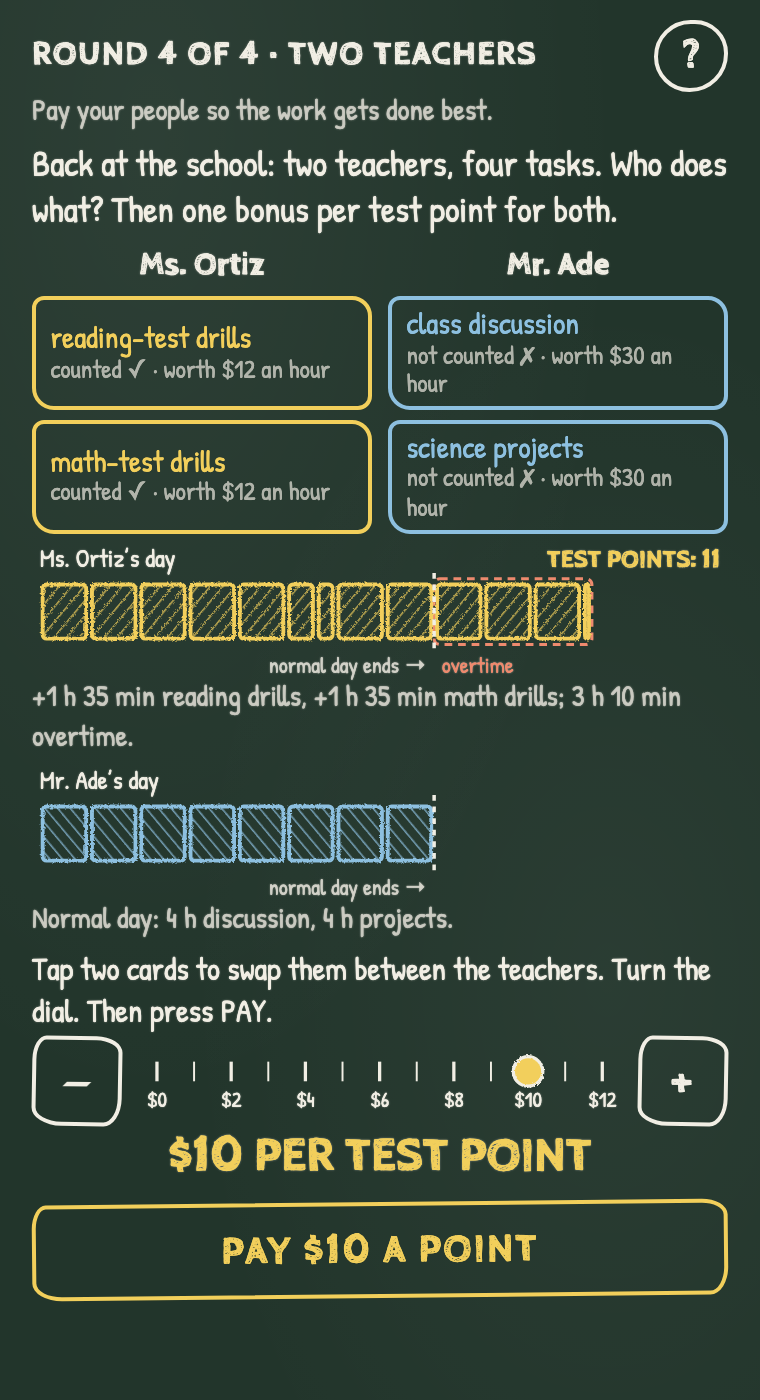 ROUND 4 OF 4 · TWO TEACHERS
?
Pay your people so the work gets done best.
Back at the school: two teachers, four tasks. Who does
what? Then one bonus per test point for both.
Ms. Ortiz
Mr. Ade
reading-test drills
counted ✓ · worth $12 an hour
class discussion
not counted ✗ · worth $30 an
hour
math-test drills
counted ✓ · worth $12 an hour
science projects
not counted ✗ · worth $30 an
hour
Ms. Ortiz's day
TEST POINTS: 11
normal day ends →
overtime
+1 h 35 min reading drills, +1 h 35 min math drills; 3 h 10 min
overtime.
Mr. Ade's day
normal day ends →
Normal day: 4 h discussion, 4 h projects.
Tap two cards to swap them between the teachers. Turn the
dial. Then press PAY.
–
$0 $2 $4 $6 $8 $10 $12
+
$10 PER TEST POINT
PAY $10 A POINT